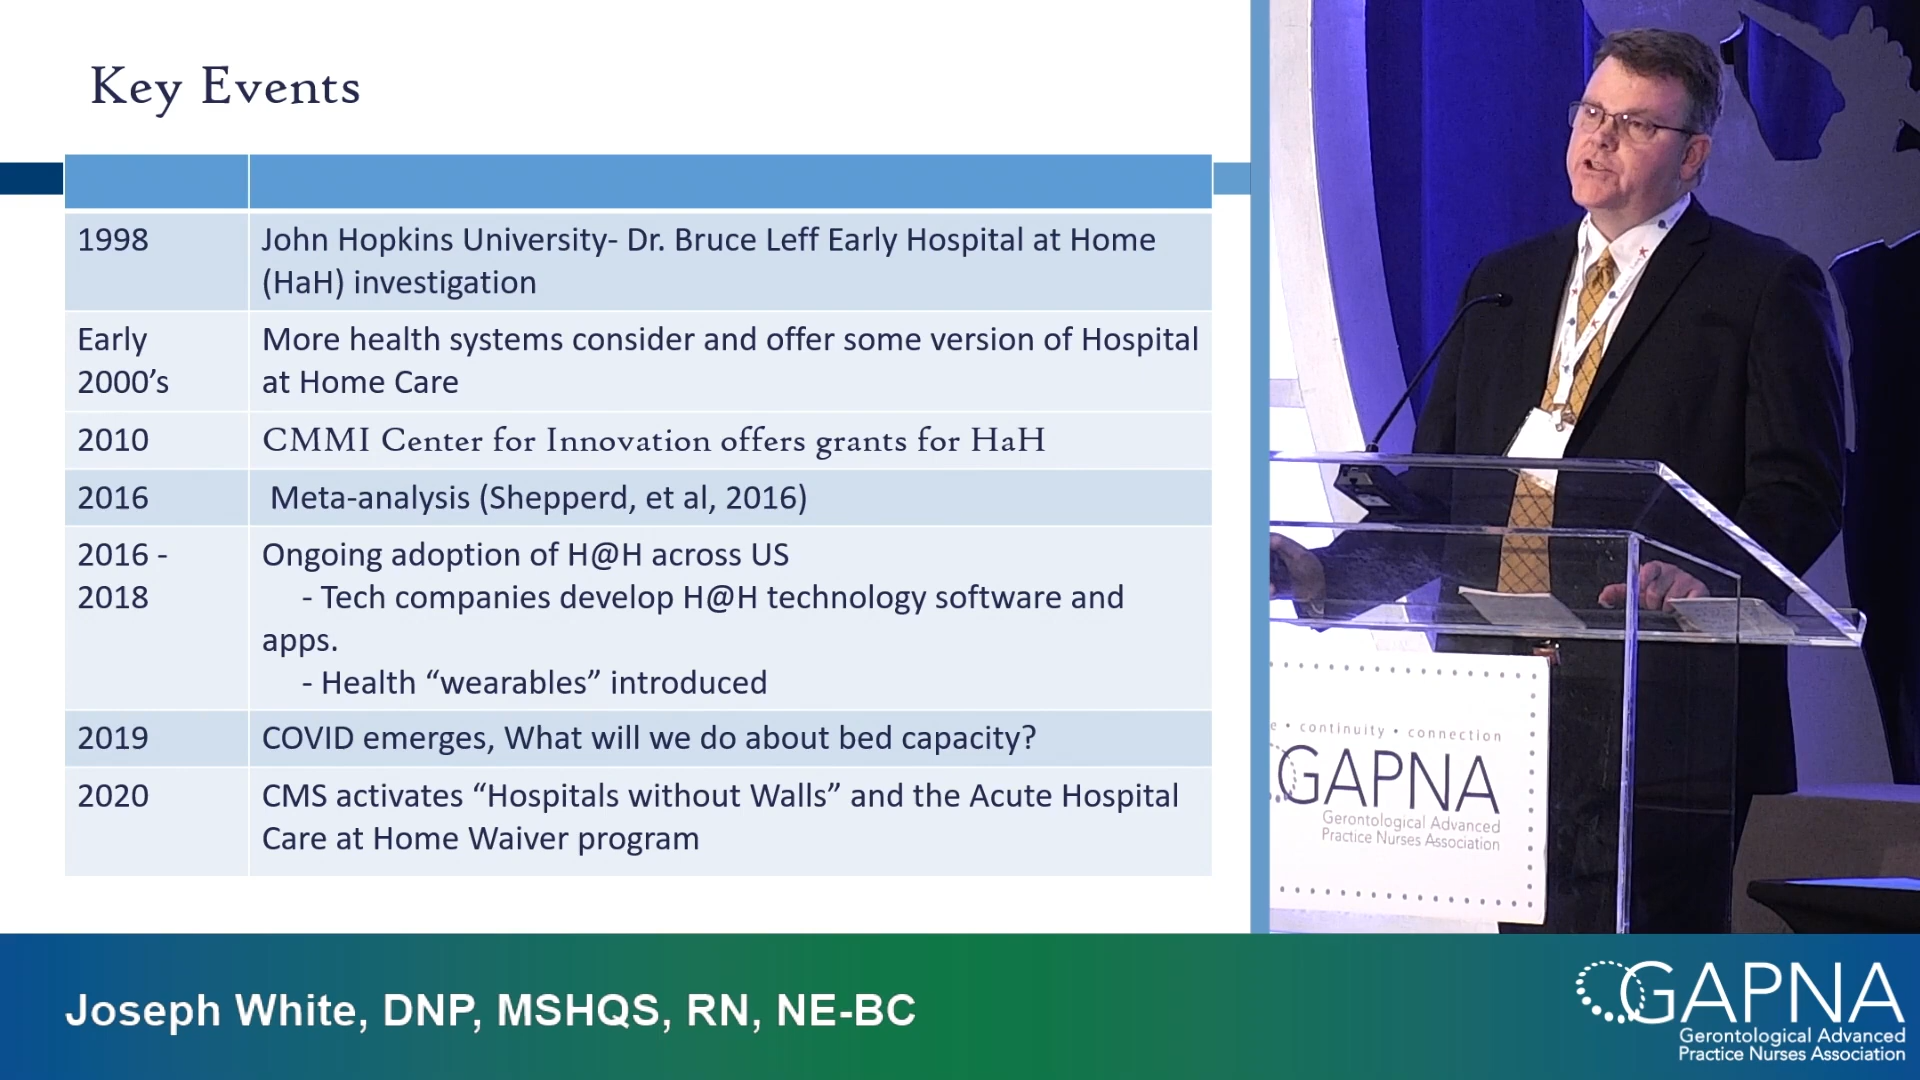 Key Events
1998
John Hopkins University- Dr. Bruce Leff Early Hospital at Home
(HaH) investigation
Early
2000’s
More health systems consider and offer some version of Hospital
at Home Care
2010
CMMI Center for Innovation offers grants for HaH
2016
Meta-analysis (Shepperd, et al, 2016)
2016 -
2018
Ongoing adoption of H@H across US
- Tech companies develop H@H technology software and
apps.
- Health “wearables” introduced
2019
COVID emerges, What will we do about bed capacity?
2020
CMS activates “Hospitals without Walls” and the Acute Hospital
Care at Home Waiver program
• continuity • connection
GAPNA
Gerontological Advanced
Practice Nurses Association
Joseph White, DNP, MSHQS, RN, NE-BC
GAPNA
Gerontological Advanced
Practice Nurses Association